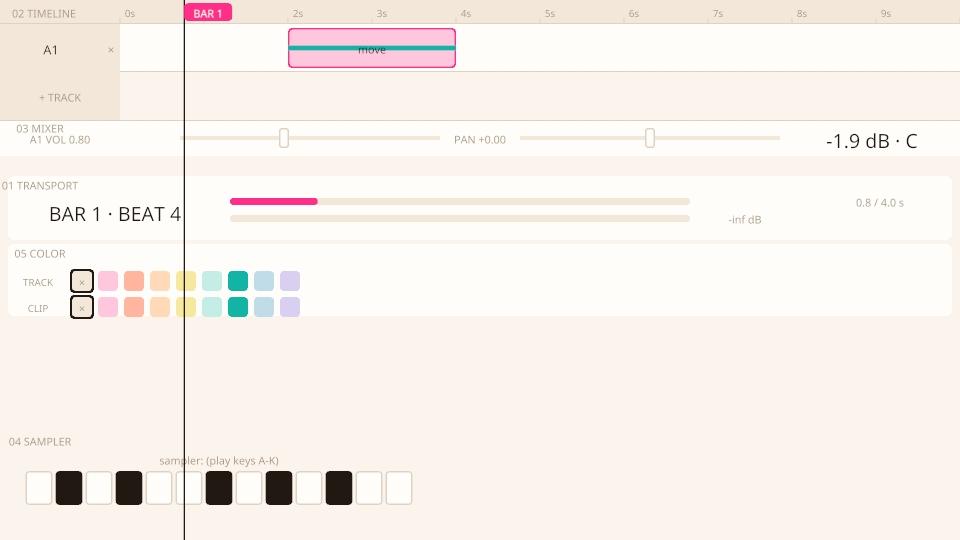 02 TIMELINE 0s BAR 1 2s 3s 4s 5s 6s 7s 8s 9s
A1 × move
+ TRACK
03 MIXER
A1 VOL 0.80 PAN +0.00 -1.9 dB · C
01 TRANSPORT
BAR 1 · BEAT 4 0.8 / 4.0 s
-inf dB
05 COLOR
TRACK ×
CLIP ×
04 SAMPLER
sampler: (play keys A-K)